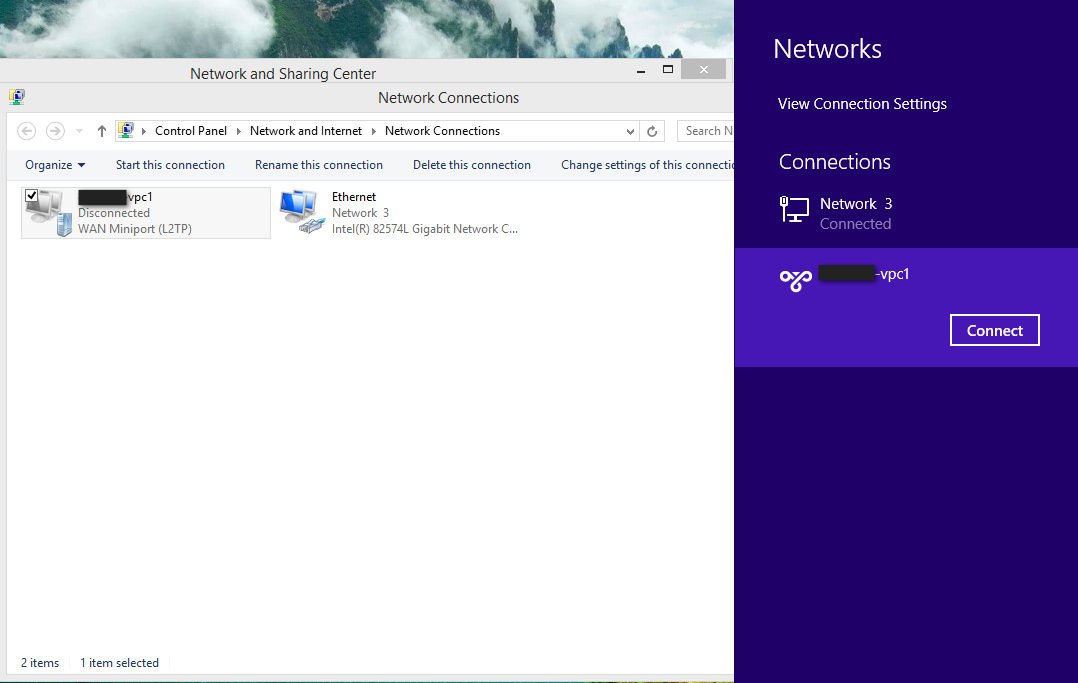 Network and Sharing Center
Network Connections
Control Panel Network and Internet Network Connections
Search N
Organize Start this connection Rename this connection Delete this connection Change settings of this connectio
-vpc1
Disconnected
WAN Miniport (L2TP)
Ethernet
Network 3
Intel(R) 82574L Gigabit Network C...
2 items 1 item selected
Networks
View Connection Settings
Connections
Network 3
Connected
-vpc1
Connect